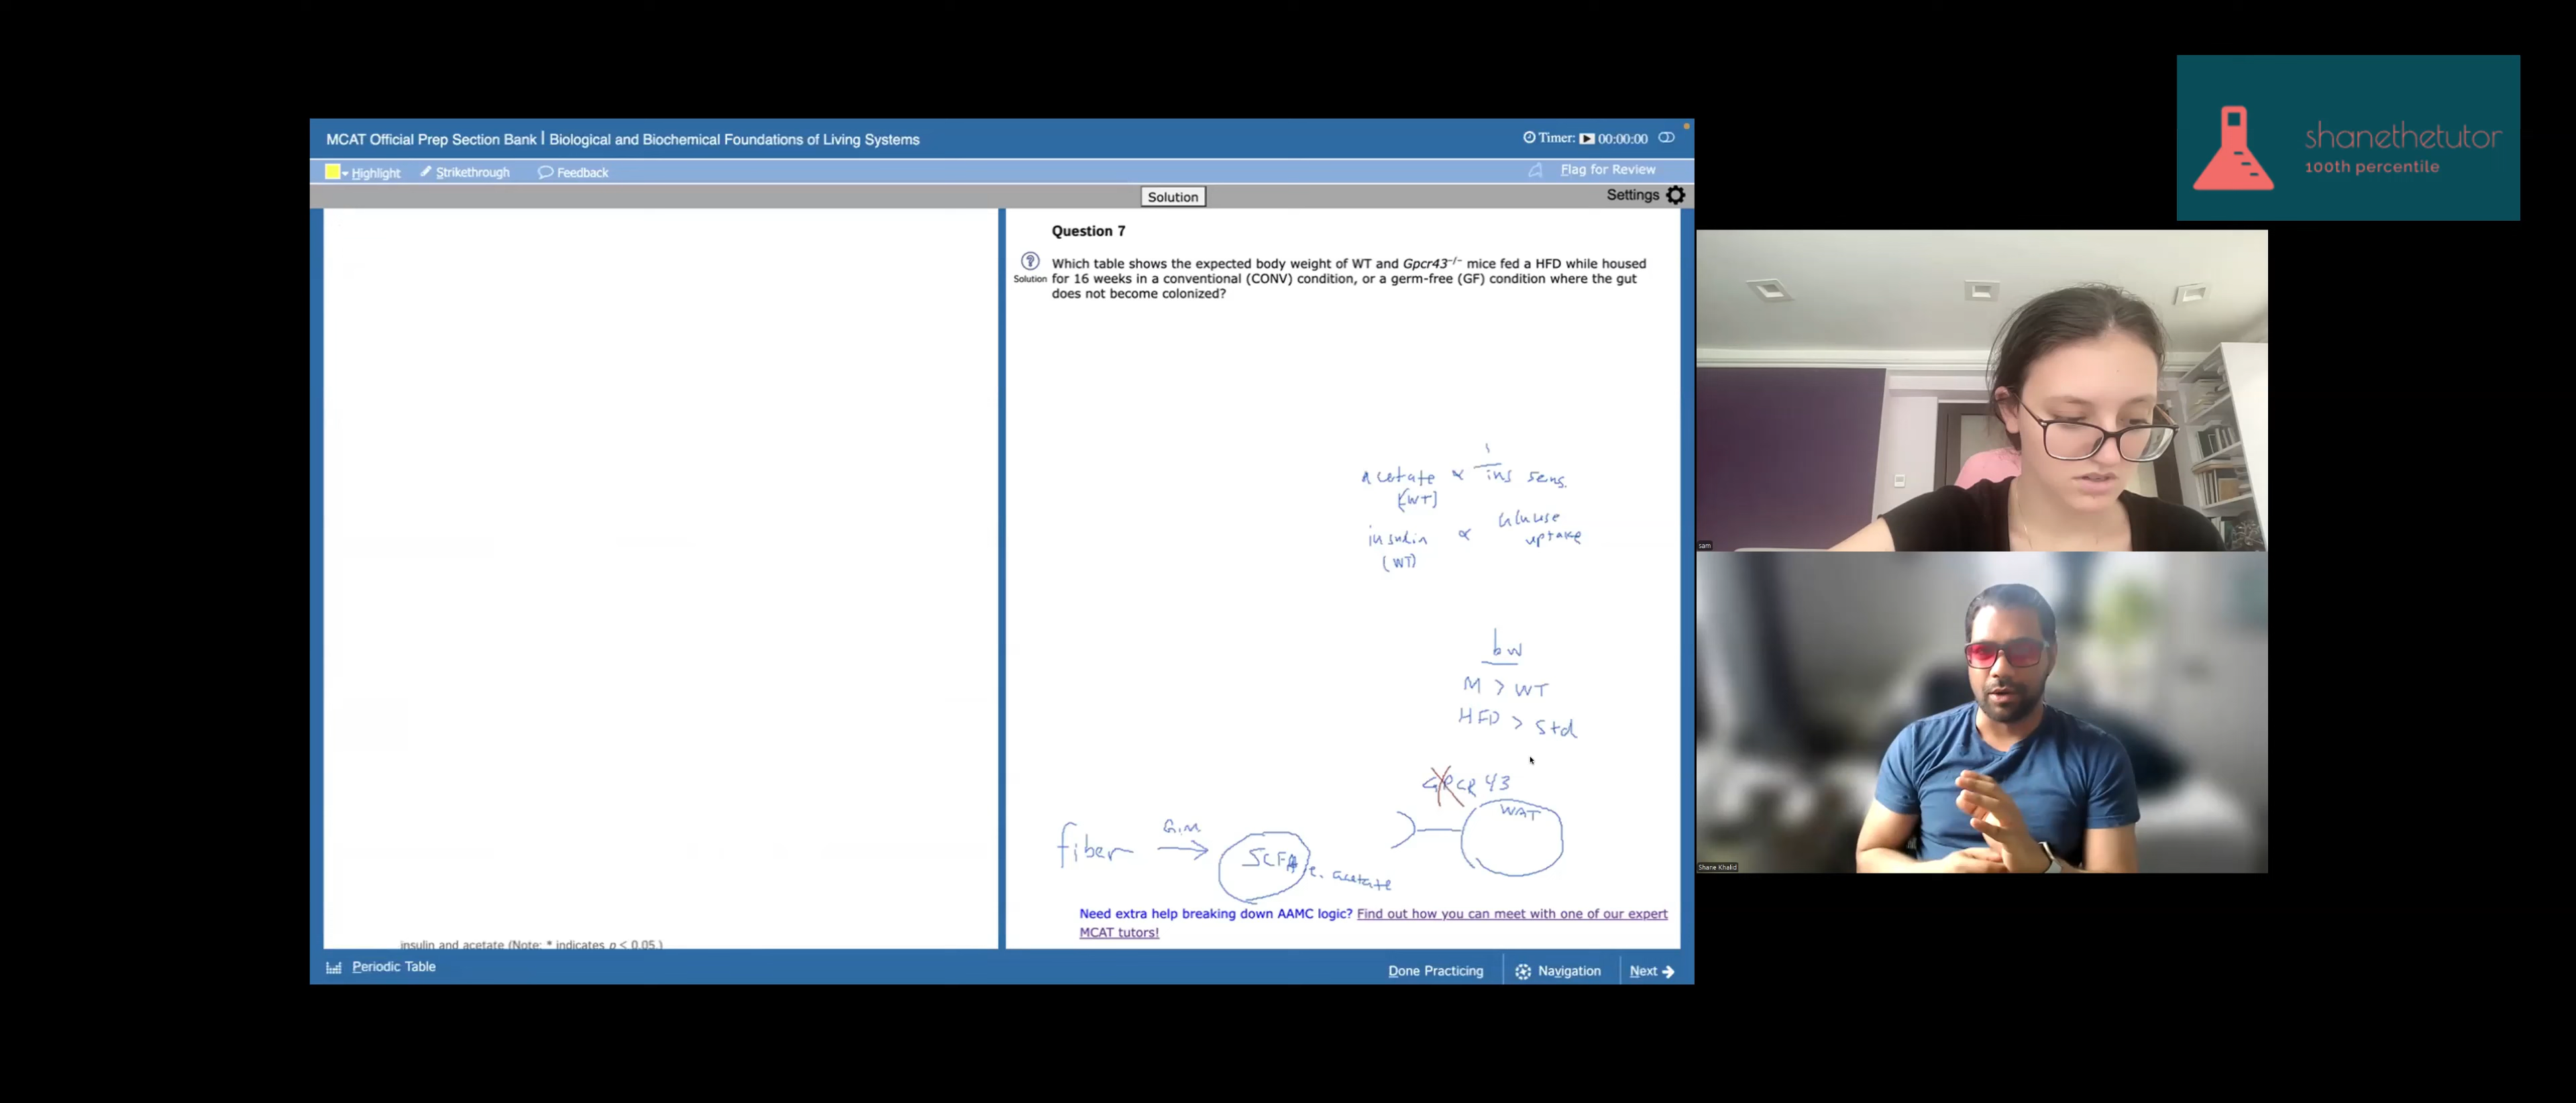 MCAT Official Prep Section Bank | Biological and Biochemical Foundations of Living Systems
Timer: 00:00:00
Highlight
Strikethrough
Feedback
Flag for Review
Solution
Settings
Question 7
Solution
Which table shows the expected body weight of WT and Gpcr43−/− mice fed a HFD while housed
for 16 weeks in a conventional (CONV) condition, or a germ-free (GF) condition where the gut
does not become colonized?
acetate ∝ 1/ins sens.
(WT)
insulin ∝ glucose uptake
(WT)
bw
M > WT
HFD > Std
GPCR 43
WAT
fiber
G.M
SCFA
i.e. acetate
Need extra help breaking down AAMC logic? Find out how you can meet with one of our expert
MCAT tutors!
insulin and acetate (Note: * indicates p < 0.05.)
Periodic Table
Done Practicing
Navigation
Next
shanethetutor
100th percentile
sam
Shane Khalid